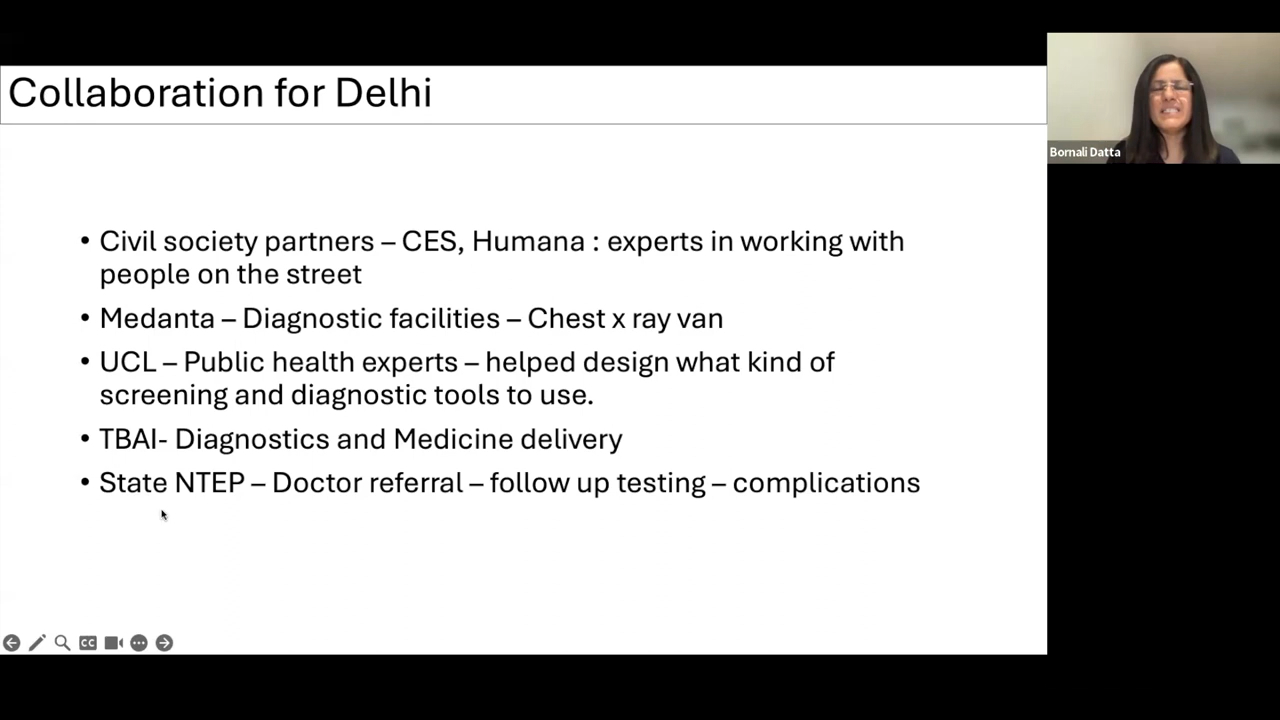 Collaboration for Delhi
• Civil society partners – CES, Humana : experts in working with
people on the street
• Medanta – Diagnostic facilities – Chest x ray van
• UCL – Public health experts – helped design what kind of
screening and diagnostic tools to use.
• TBAI- Diagnostics and Medicine delivery
• State NTEP – Doctor referral – follow up testing – complications
Bornali Datta
CC